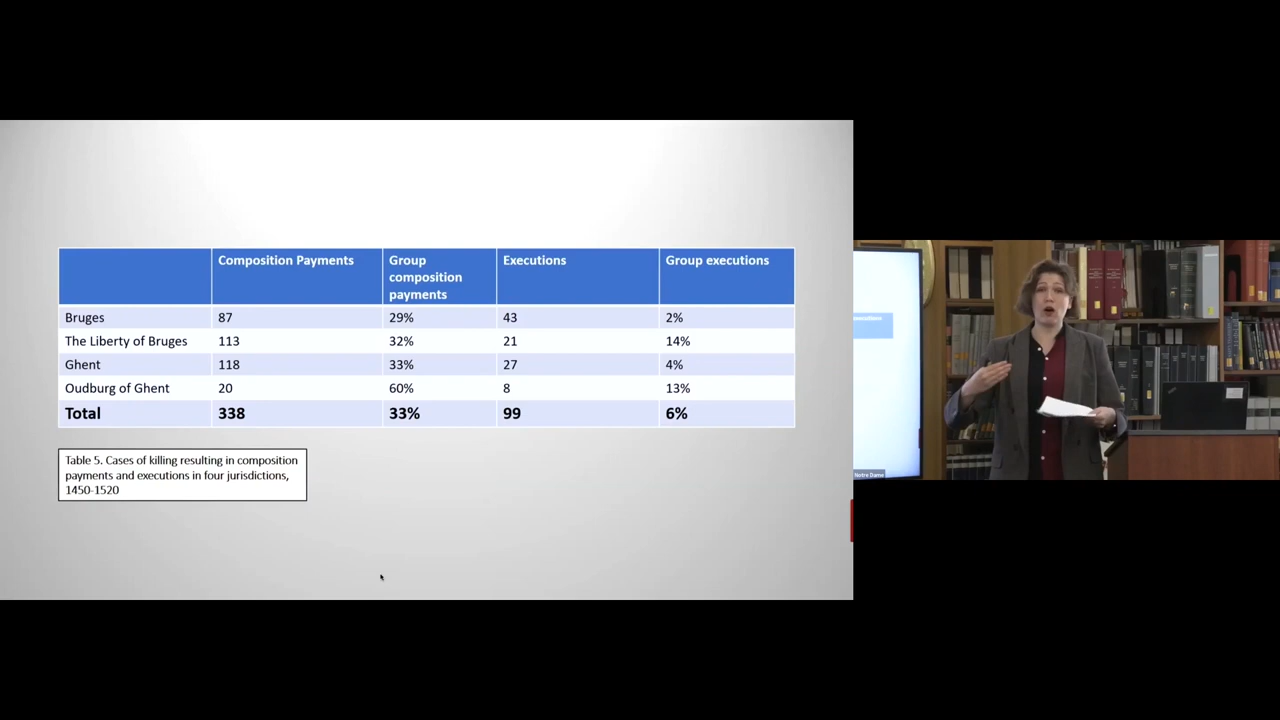 Composition Payments Group composition payments Executions Group executions
Bruges 87 29% 43 2%
The Liberty of Bruges 113 32% 21 14%
Ghent 118 33% 27 4%
Oudburg of Ghent 20 60% 8 13%
Total 338 33% 99 6%
Table 5. Cases of killing resulting in composition
payments and executions in four jurisdictions,
1450-1520
Notre Dame